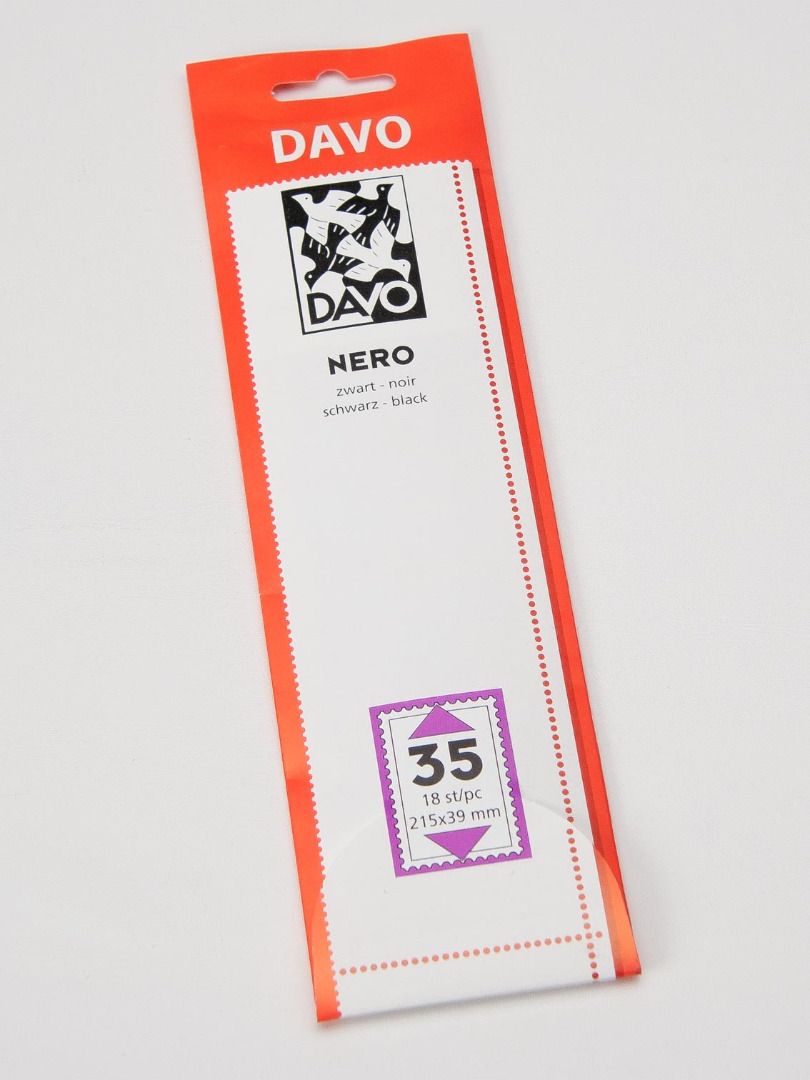 DAVO
DAVO
NERO
zwart - noir
schwarz - black
35
18 st/pc
215x39 mm